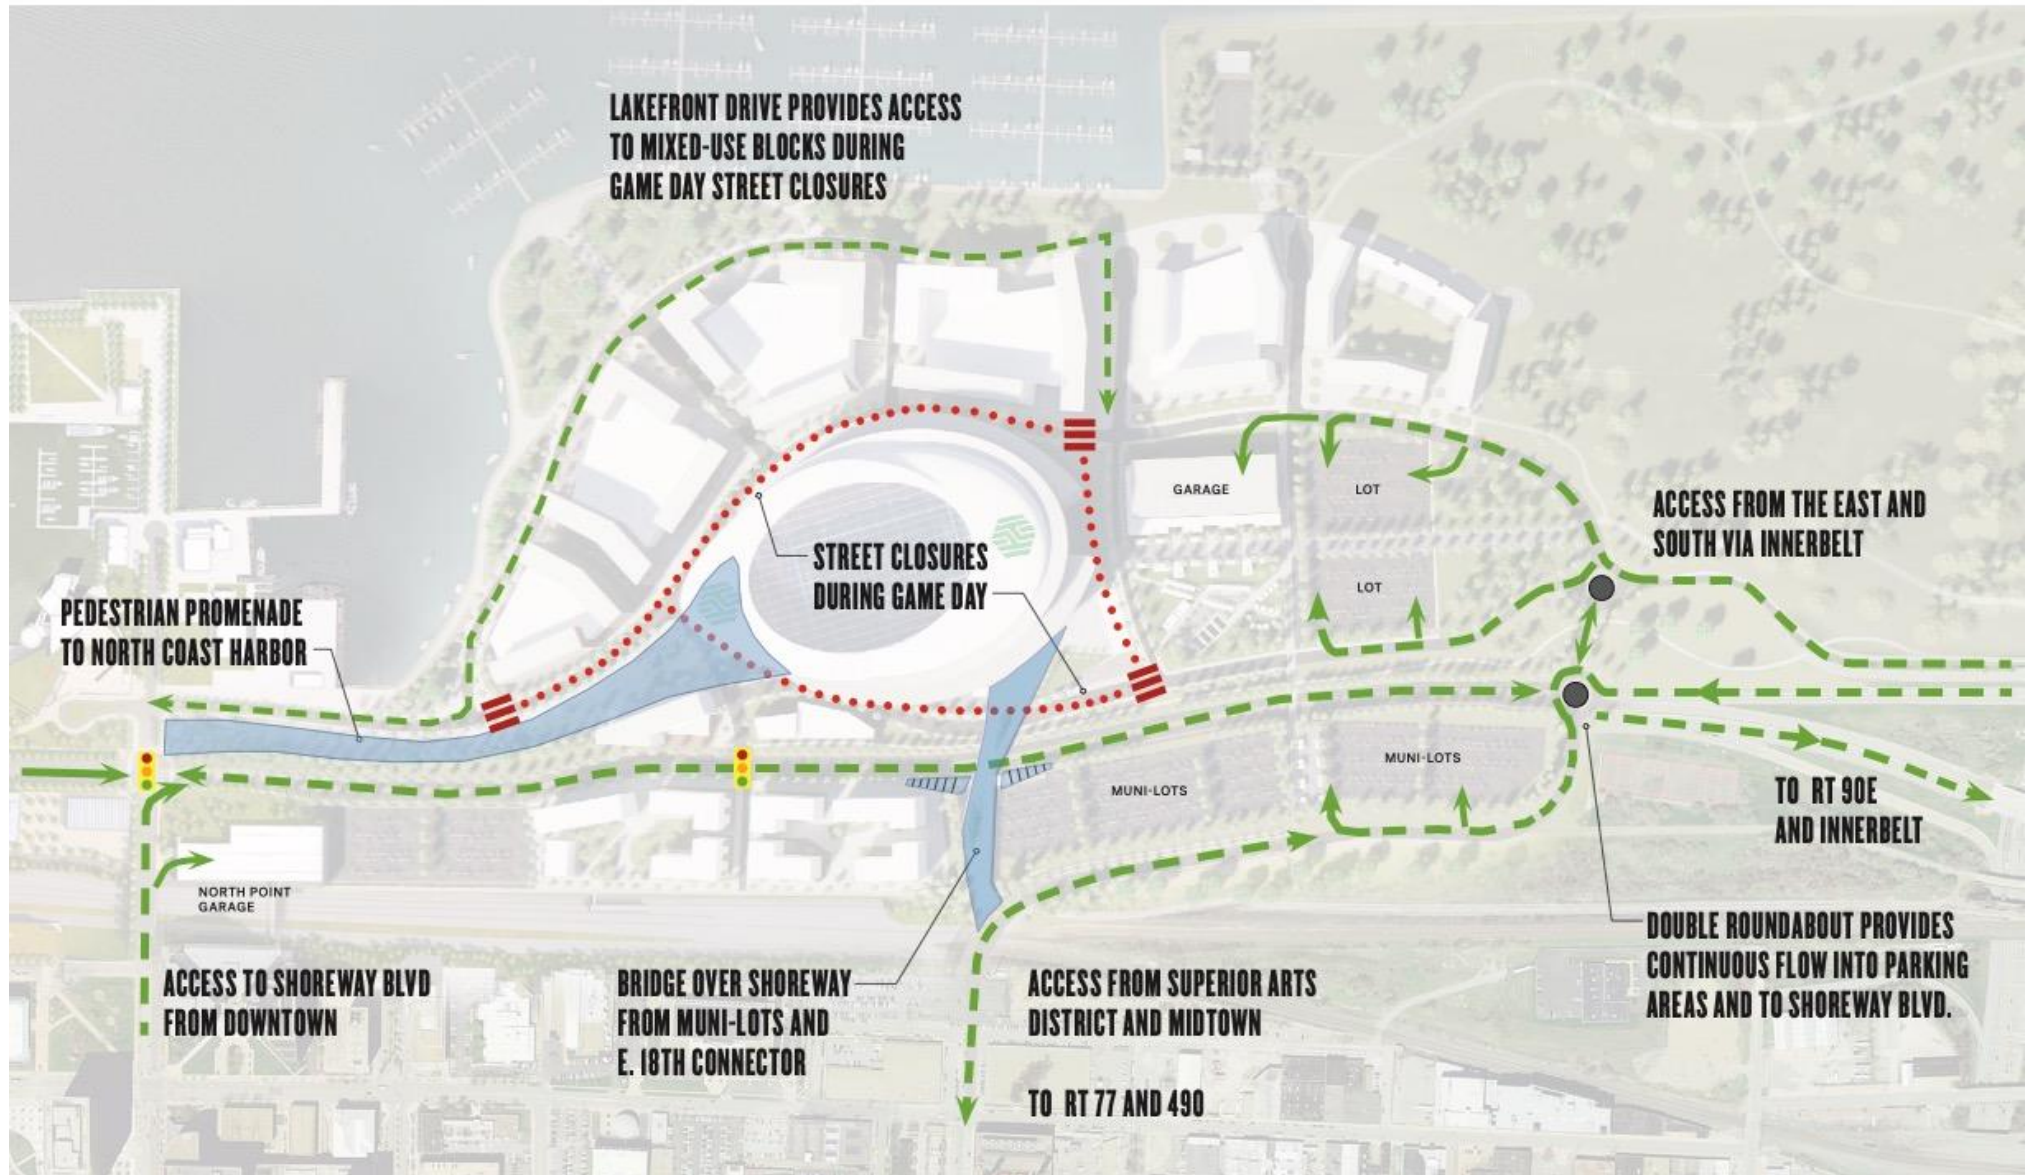 LAKEFRONT DRIVE PROVIDES ACCESS
TO MIXED-USE BLOCKS DURING
GAME DAY STREET CLOSURES
GARAGE
LOT
ACCESS FROM THE EAST AND
SOUTH VIA INNERBELT
STREET CLOSURES
DURING GAME DAY
LOT
PEDESTRIAN PROMENADE
TO NORTH COAST HARBOR
MUNI-LOTS
MUNI-LOTS
TO RT 90E
AND INNERBELT
NORTH POINT
GARAGE
DOUBLE ROUNDABOUT PROVIDES
CONTINUOUS FLOW INTO PARKING
AREAS AND TO SHOREWAY BLVD.
ACCESS TO SHOREWAY BLVD
FROM DOWNTOWN
BRIDGE OVER SHOREWAY
FROM MUNI-LOTS AND
E. 18TH CONNECTOR
ACCESS FROM SUPERIOR ARTS
DISTRICT AND MIDTOWN
TO RT 77 AND 490